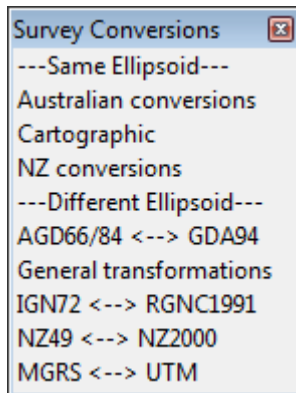 Survey Conversions
---Same Ellipsoid---
Australian conversions
Cartographic
NZ conversions
---Different Ellipsoid---
AGD66/84 <--> GDA94
General transformations
IGN72 <--> RGNC1991
NZ49 <--> NZ2000
MGRS <--> UTM